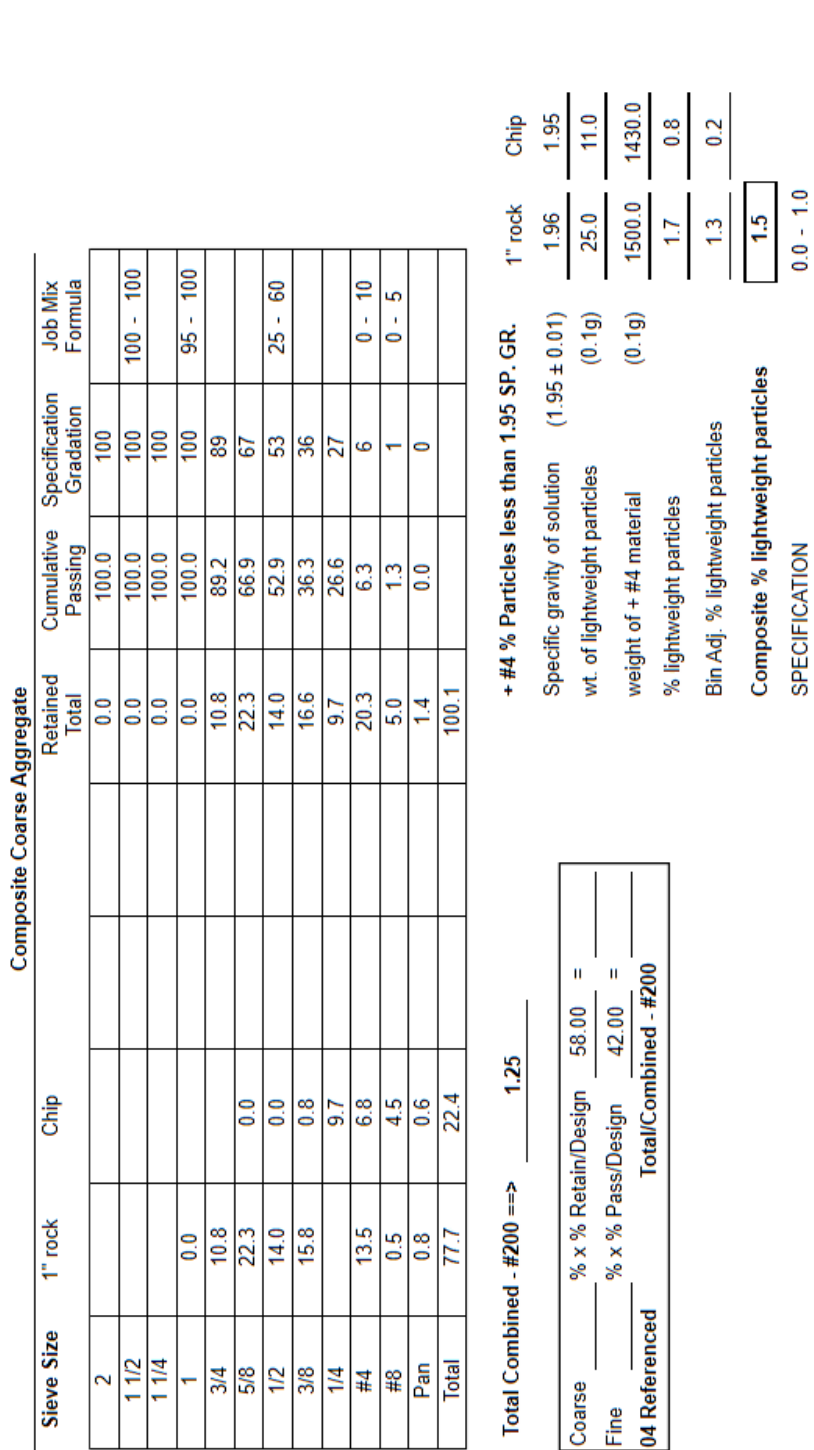 Composite Coarse Aggregate
Sieve Size 1" rock Chip Retained Total Cumulative Passing Specification Gradation Job Mix Formula
2 0.0 100.0 100
1 1/2 0.0 100.0 100 100 - 100
1 1/4 0.0 100.0 100
1 0.0 0.0 100.0 100 95 - 100
3/4 10.8 10.8 89.2 89
5/8 22.3 0.0 22.3 66.9 67
1/2 14.0 0.0 14.0 52.9 53 25 - 60
3/8 15.8 0.8 16.6 36.3 36
1/4 9.7 9.7 26.6 27
#4 13.5 6.8 20.3 6.3 6 0 - 10
#8 0.5 4.5 5.0 1.3 1 0 - 5
Pan 0.8 0.6 1.4 0.0 0
Total 77.7 22.4 100.1
Total Combined - #200 ==> 1.25
Coarse % x % Retain/Design 58.00 =
Fine % x % Pass/Design 42.00 =
04 Referenced Total/Combined - #200
+ #4 % Particles less than 1.95 SP. GR. 1" rock Chip
Specific gravity of solution (1.95 ± 0.01) 1.96 1.95
wt. of lightweight particles (0.1g) 25.0 11.0
weight of + #4 material (0.1g) 1500.0 1430.0
% lightweight particles 1.7 0.8
Bin Adj. % lightweight particles 1.3 0.2
Composite % lightweight particles 1.5
SPECIFICATION 0.0 - 1.0